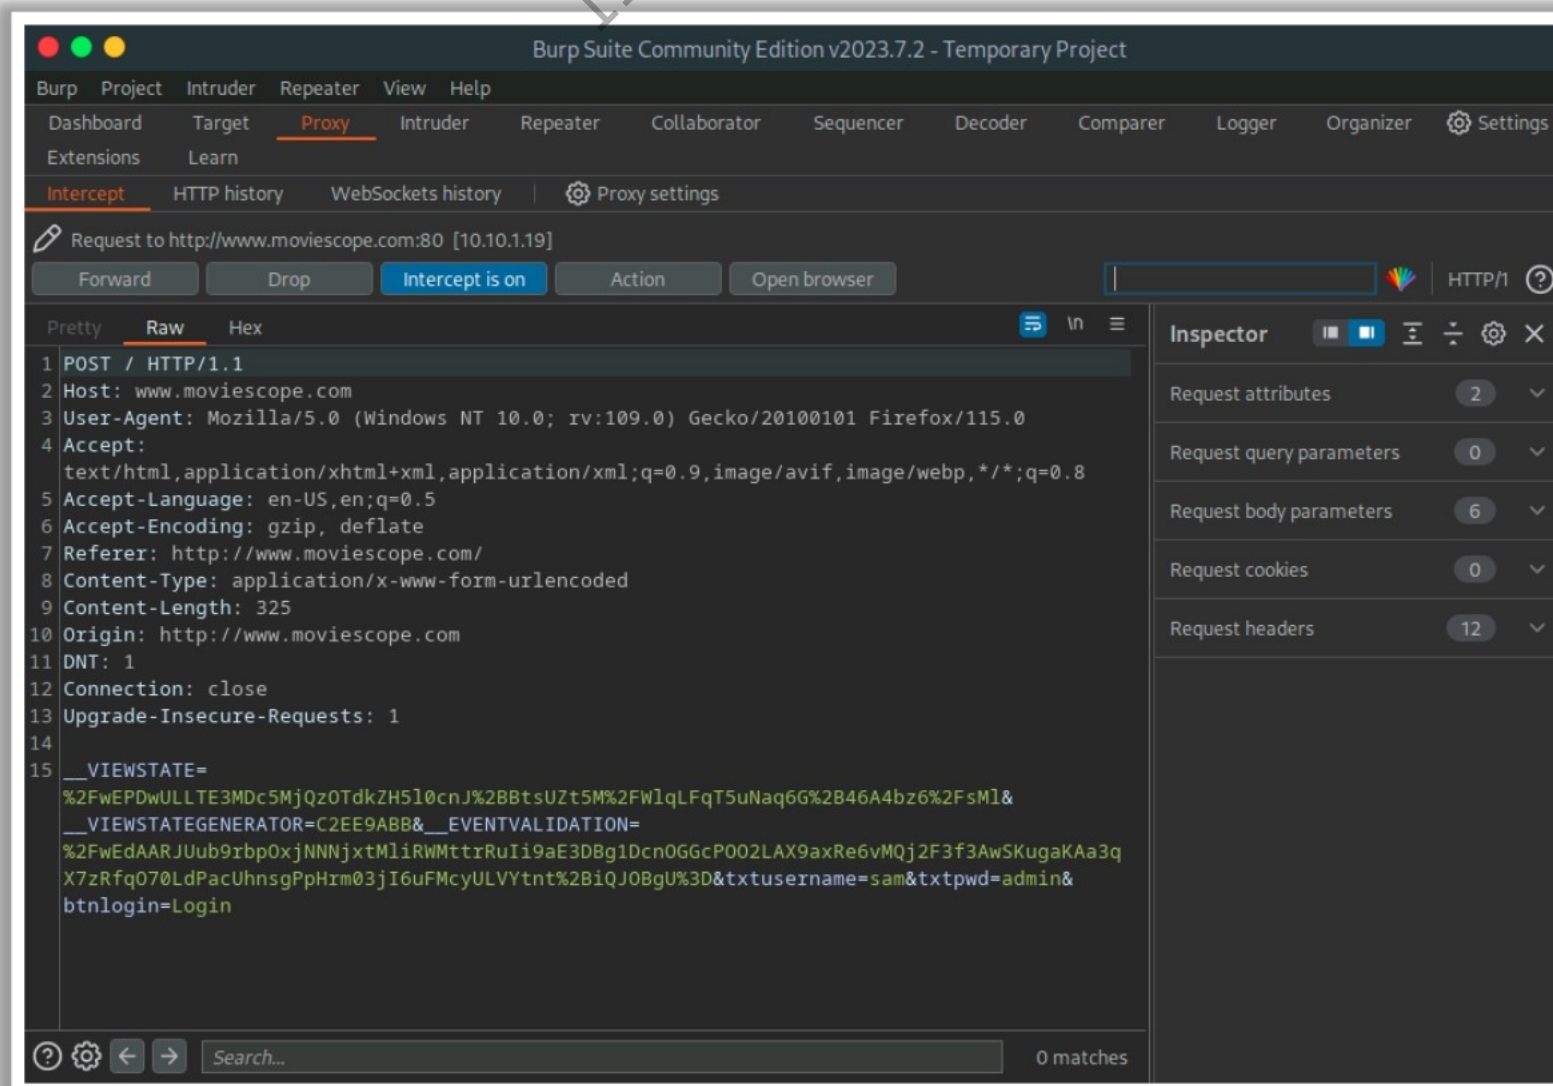 Burp Suite Community Edition v2023.7.2 - Temporary Project
Burp Project Intruder Repeater View Help
Dashboard Target Proxy Intruder Repeater Collaborator Sequencer Decoder Comparer Logger Organizer Settings
Extensions Learn
Intercept HTTP history WebSockets history Proxy settings
Request to http://www.moviescope.com:80 [10.10.1.19]
Forward Drop Intercept is on Action Open browser HTTP/1 ?
Pretty Raw Hex \n Inspector
1 POST / HTTP/1.1
2 Host: www.moviescope.com
3 User-Agent: Mozilla/5.0 (Windows NT 10.0; rv:109.0) Gecko/20100101 Firefox/115.0
4 Accept:
text/html,application/xhtml+xml,application/xml;q=0.9,image/avif,image/webp,*/*;q=0.8
5 Accept-Language: en-US,en;q=0.5
6 Accept-Encoding: gzip, deflate
7 Referer: http://www.moviescope.com/
8 Content-Type: application/x-www-form-urlencoded
9 Content-Length: 325
10 Origin: http://www.moviescope.com
11 DNT: 1
12 Connection: close
13 Upgrade-Insecure-Requests: 1
14
15 __VIEWSTATE=
%2FwEPDwULLTE3MDc5MjQzOTdkZH5l0cnJ%2BBtsUZt5M%2FWlqLFqT5uNaq6G%2B46A4bz6%2FsMl&
__VIEWSTATEGENERATOR=C2EE9ABB&__EVENTVALIDATION=
%2FwEdAARJUub9rbpOxjNNNjxtMliRWMttrRuIi9aE3DBg1DcnOGGcPOO2LAX9axRe6vMQj2F3f3AwSKugaKAa3q
X7zRfqO70LdPacUhnsgPpHrm03jI6uFMcyULVYtnt%2BiQJOBgU%3D&txtusername=sam&txtpwd=admin&
btnlogin=Login
Request attributes 2
Request query parameters 0
Request body parameters 6
Request cookies 0
Request headers 12
? Search... 0 matches